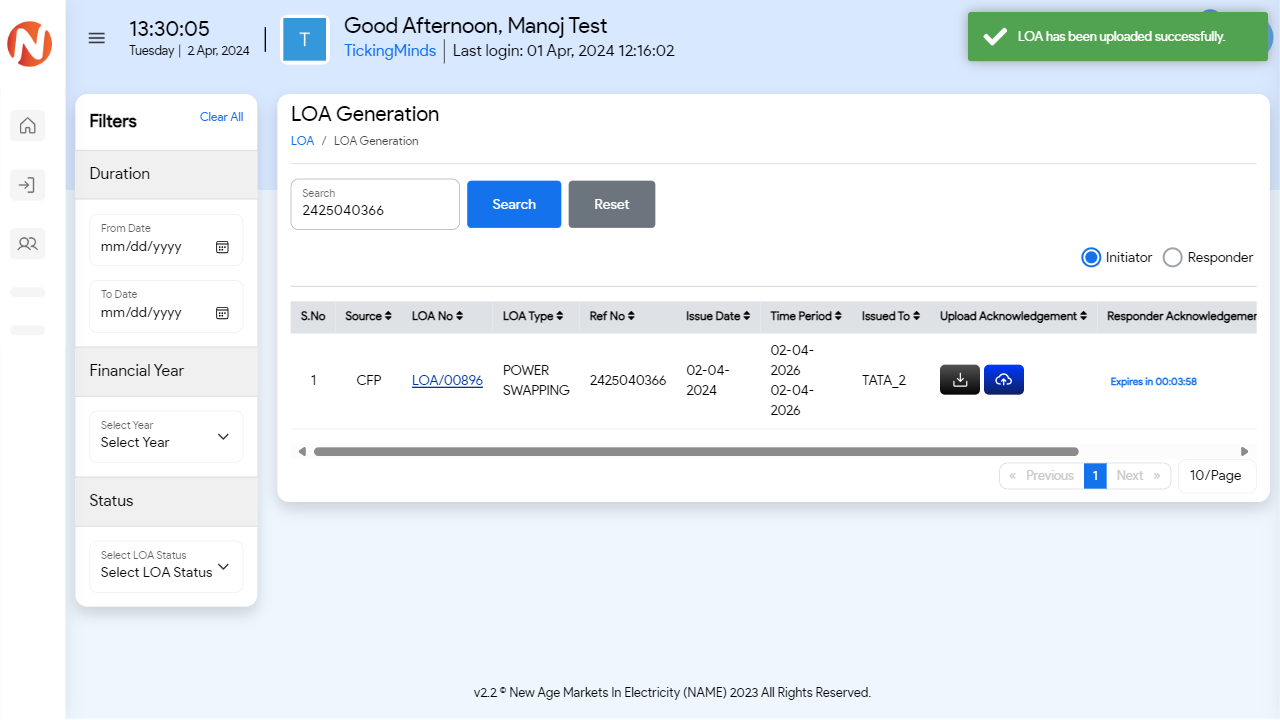 13:30:05
Tuesday | 2 Apr, 2024
T
Good Afternoon, Manoj Test
TickingMinds
Last login: 01 Apr, 2024 12:16:02
LOA has been uploaded successfully.
Filters
Clear All
Duration
From Date
mm/dd/yyyy
To Date
mm/dd/yyyy
Financial Year
Select Year
Select Year
Status
Select LOA Status
Select LOA Status
LOA Generation
LOA / LOA Generation
Search
2425040366
Search
Reset
Initiator
Responder
S.No Source LOA No LOA Type Ref No Issue Date Time Period Issued To Upload Acknowledgement Responder Acknowledgemer
1 CFP LOA/00896 POWER SWAPPING 2425040366 02-04-2024 02-04-2026 02-04-2026 TATA_2 Expires in 00:03:58
« Previous 1 Next »
10/Page
v2.2 © New Age Markets In Electricity (NAME) 2023 All Rights Reserved.